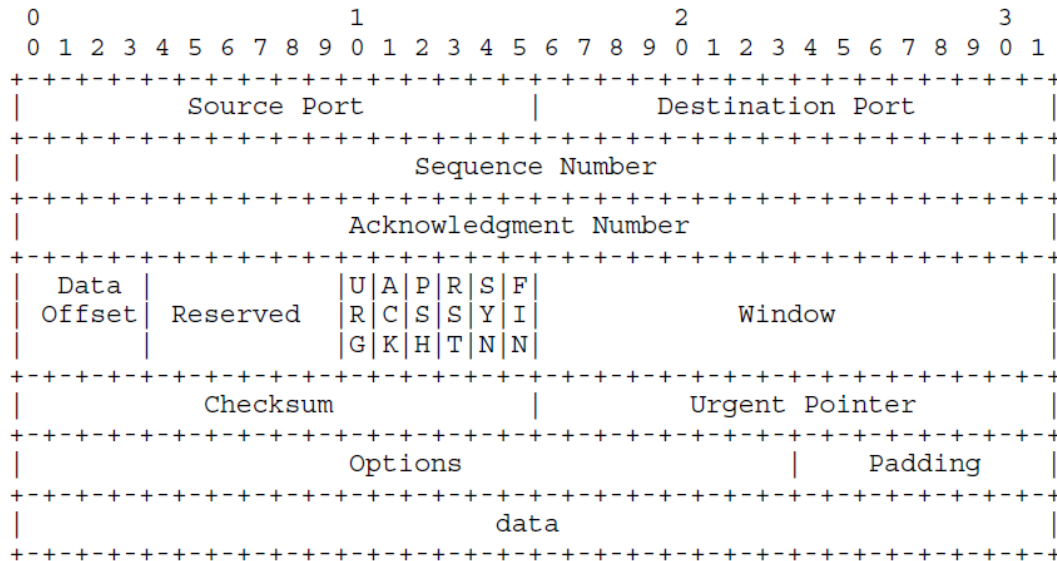 0                   1                   2                   3
 0 1 2 3 4 5 6 7 8 9 0 1 2 3 4 5 6 7 8 9 0 1 2 3 4 5 6 7 8 9 0 1
+-+-+-+-+-+-+-+-+-+-+-+-+-+-+-+-+-+-+-+-+-+-+-+-+-+-+-+-+-+-+-+-+
|          Source Port          |       Destination Port        |
+-+-+-+-+-+-+-+-+-+-+-+-+-+-+-+-+-+-+-+-+-+-+-+-+-+-+-+-+-+-+-+-+
|                        Sequence Number                        |
+-+-+-+-+-+-+-+-+-+-+-+-+-+-+-+-+-+-+-+-+-+-+-+-+-+-+-+-+-+-+-+-+
|                    Acknowledgment Number                      |
+-+-+-+-+-+-+-+-+-+-+-+-+-+-+-+-+-+-+-+-+-+-+-+-+-+-+-+-+-+-+-+-+
|  Data |           |U|A|P|R|S|F|                               |
| Offset| Reserved  |R|C|S|S|Y|I|            Window             |
|       |           |G|K|H|T|N|N|                               |
+-+-+-+-+-+-+-+-+-+-+-+-+-+-+-+-+-+-+-+-+-+-+-+-+-+-+-+-+-+-+-+-+
|           Checksum            |         Urgent Pointer        |
+-+-+-+-+-+-+-+-+-+-+-+-+-+-+-+-+-+-+-+-+-+-+-+-+-+-+-+-+-+-+-+-+
|                    Options                    |    Padding    |
+-+-+-+-+-+-+-+-+-+-+-+-+-+-+-+-+-+-+-+-+-+-+-+-+-+-+-+-+-+-+-+-+
|                             data                              |
+-+-+-+-+-+-+-+-+-+-+-+-+-+-+-+-+-+-+-+-+-+-+-+-+-+-+-+-+-+-+-+-+